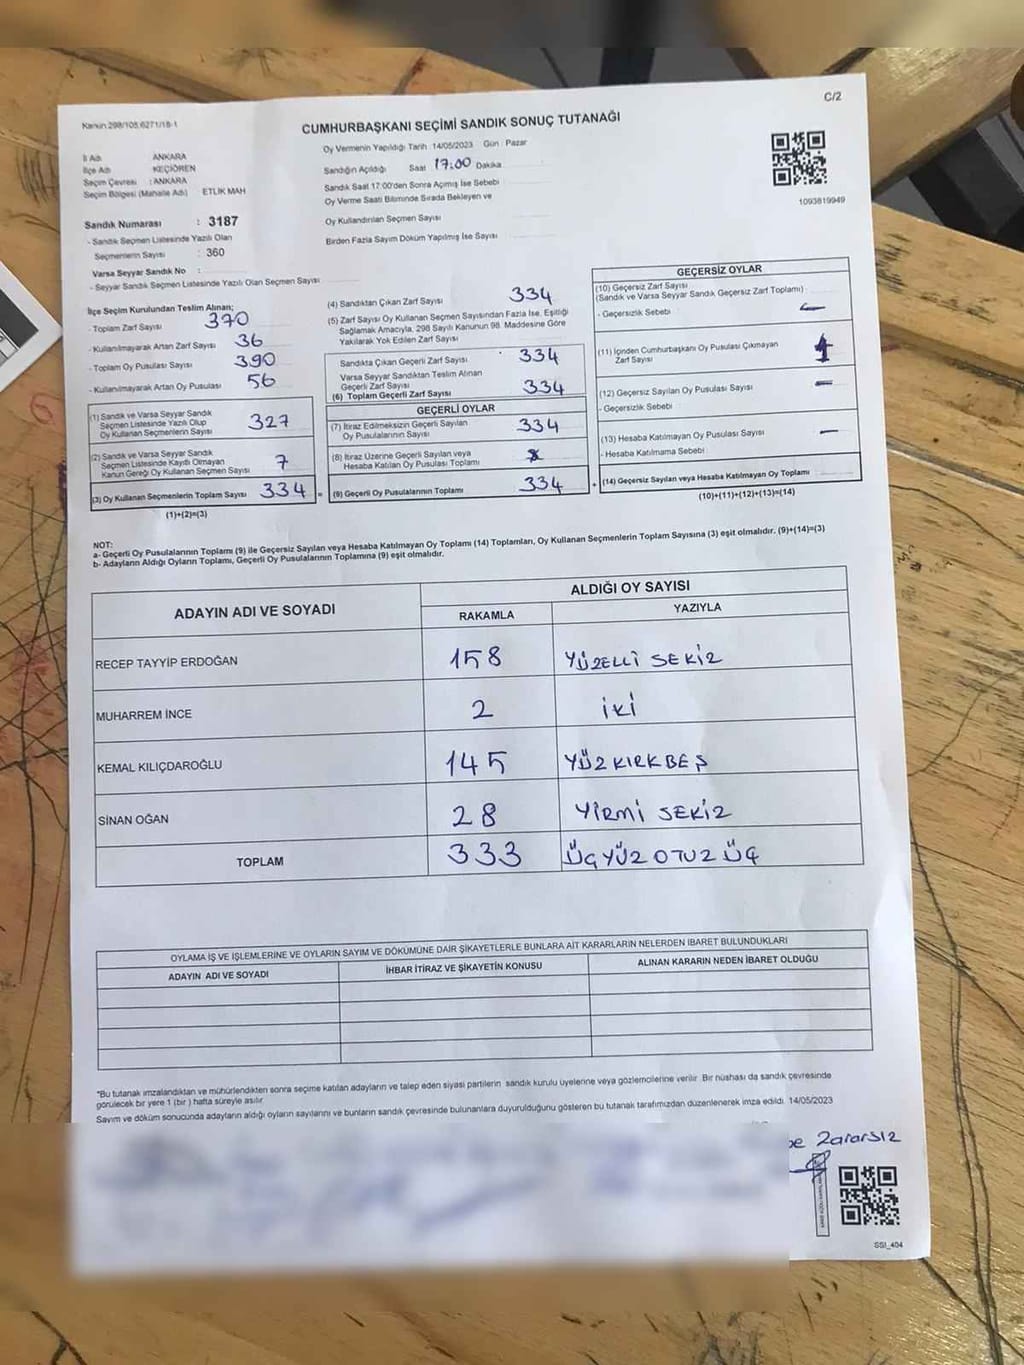 C/2
Kanun 298/105,6271/18-1
CUMHURBAŞKANI SEÇİMİ SANDIK SONUÇ TUTANAĞI
Oy Vermenin Yapıldığı Tarih :14/05/2023 Gün : Pazar
İl Adı ANKARA
İlçe Adı KEÇİÖREN
Seçim Çevresi : ANKARA
Seçim Bölgesi (Mahalle Adı) ETLİK MAH
Sandığın Açıldığı Saat 17:00 Dakika
Sandık Saat 17.00'den Sonra Açımış İse Sebebi
Oy Verme Saati Bitiminde Sırada Bekleyen ve
Oy Kullandırılan Seçmen Sayısı
Birden Fazla Sayım Döküm Yapılmış İse Sayısı
1093819949
Sandık Numarası : 3187
- Sandık Seçmen Listesinde Yazılı Olan
Seçmenlerin Sayısı : 360
Varsa Seyyar Sandık No :
- Seyyar Sandık Seçmen Listesinde Yazılı Olan Seçmen Sayısı
İlçe Seçim Kurulundan Teslim Alınan;
- Toplam Zarf Sayısı 370
- Kullanılmayarak Artan Zarf Sayısı 36
- Toplam Oy Pusulası Sayısı 390
- Kullanılmayarak Artan Oy Pusulası 56
(1) Sandık ve Varsa Seyyar Sandık
Seçmen Listesinde Yazılı Olup
Oy Kullanan Seçmenlerin Sayısı 327
(2) Sandık ve Varsa Seyyar Sandık
Seçmen Listesinde Kayıtlı Olmayan
Kanun Gereği Oy Kullanan Seçmen Sayısı 7
(3) Oy Kullanan Seçmenlerin Toplam Sayısı 334 =
(1)+(2)=(3)
(4) Sandıktan Çıkan Zarf Sayısı 334
(5) Zarf Sayısı Oy Kullanan Seçmen Sayısından Fazla İse, Eşitliği
Sağlamak Amacıyla, 298 Sayılı Kanunun 98. Maddesine Göre
Yakılarak Yok Edilen Zarf Sayısı
Sandıkta Çıkan Geçerli Zarf Sayısı 334
Varsa Seyyar Sandıktan Teslim Alınan
Geçerli Zarf Sayısı
(6) Toplam Geçerli Zarf Sayısı 334
GEÇERLİ OYLAR
(7) İtiraz Edilmeksizin Geçerli Sayılan
Oy Pusulalarının Sayısı 334
(8) İtiraz Üzerine Geçerli Sayılan veya
Hesaba Katılan Oy Pusulası Toplamı
(9) Geçerli Oy Pusulalarının Toplamı 334 +
GEÇERSİZ OYLAR
(10) Geçersiz Zarf Sayısı
(Sandık ve Varsa Seyyar Sandık Geçersiz Zarf Toplamı)
- Geçersizlik Sebebi —
(11) İçinden Cumhurbaşkanı Oy Pusulası Çıkmayan
Zarf Sayısı
(12) Geçersiz Sayılan Oy Pusulası Sayısı —
- Geçersizlik Sebebi
(13) Hesaba Katılmayan Oy Pusulası Sayısı —
- Hesaba Katılmama Sebebi
(14) Geçersiz Sayılan veya Hesaba Katılmayan Oy Toplamı
(10)+(11)+(12)+(13)=(14)
NOT:
a- Geçerli Oy Pusulalarının Toplamı (9) ile Geçersiz Sayılan veya Hesaba Katılmayan Oy Toplamı (14) Toplamları, Oy Kullanan Seçmenlerin Toplam Sayısına (3) eşit olmalıdır. (9)+(14)=(3)
b- Adayların Aldığı Oyların Toplamı, Geçerli Oy Pusulalarının Toplamına (9) eşit olmalıdır.
ADAYIN ADI VE SOYADI
ALDIĞI OY SAYISI
RAKAMLA YAZIYLA
RECEP TAYYİP ERDOĞAN 158 YÜZELLİ SEKİZ
MUHARREM İNCE 2 İKİ
KEMAL KILIÇDAROĞLU 145 YÜZKIRKBEŞ
SİNAN OĞAN 28 YİRMİ SEKİZ
TOPLAM 333 ÜÇYÜZ OTUZ ÜÇ
OYLAMA İŞ VE İŞLEMLERİNE VE OYLARIN SAYIM VE DÖKÜMÜNE DAİR ŞİKAYETLERLE BUNLARA AİT KARARLARIN NELERDEN İBARET BULUNDUKLARI
ADAYIN ADI VE SOYADI İHBAR İTİRAZ VE ŞİKAYETİN KONUSU ALINAN KARARIN NEDEN İBARET OLDUĞU
*Bu tutanak imzalandıktan ve mühürlendikten sonra seçime katılan adayların ve talep eden siyasi partilerin sandık kurulu üyelerine veya gözlemcilerine verilir. Bir nüshası da sandık çevresinde
görülecek bir yere 1 (bir) hafta süreyle asılır.
Sayım ve döküm sonucunda adayların aldığı oyların sayılarını ve bunların sandık çevresinde bulunanlara duyurulduğunu gösteren bu tutanak tarafımızdan düzenlenerek imza edildi. 14/05/2023
be Zararsız
SSI_404